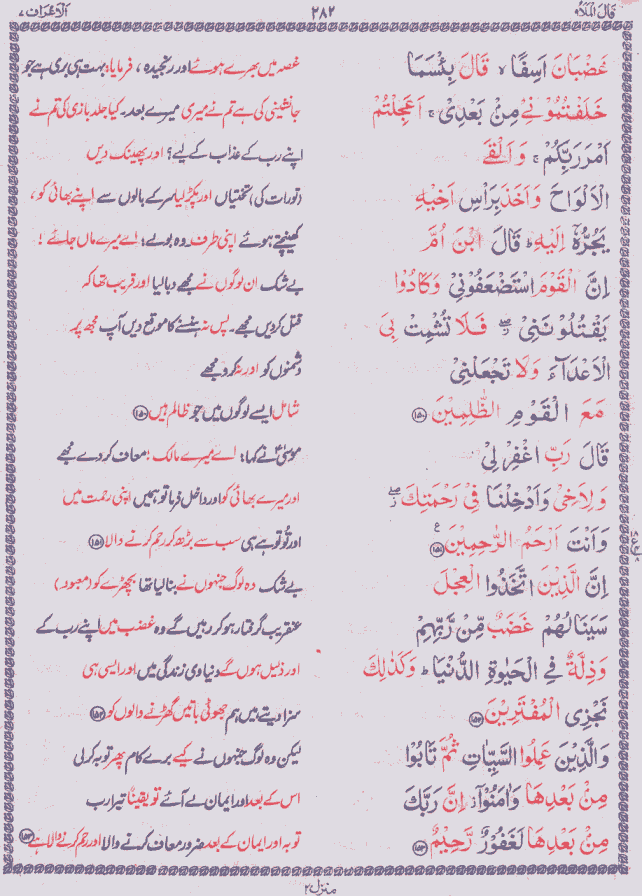 قَالَ الْمَلَاُ ۹
۲۸۲
اَلْاَعْرَاف ۷
غَضْبَانَ اَسِفًا ۙ قَالَ بِئْسَمَا
غصہ میں بھرے ہوئے اور رنجیدہ ، فرمایا: بہت ہی بری ہے جو
خَلَفْتُمُوْنِيْ مِنْۢ بَعْدِيْ ۚ اَعَجِلْتُمْ
جانشینی کی ہے تم نے میری میرے بعد۔ کیا جلد بازی کی تم نے
اَمْرَ رَبِّكُمْ ۚ وَاَلْقَى
اپنے رب کے عذاب کے لیے؟ اور پھینک دیں
الْاَلْوَاحَ وَاَخَذَ بِرَاْسِ اَخِيْهِ
(تورات کی) تختیاں اور پکڑ لیا سر کے بالوں سے اپنے بھائی کو ،
يَجُرُّهٗٓ اِلَيْهِ ؕ قَالَ ابْنَ اُمَّ
کھینچتے ہوئے اپنی طرف۔ وہ بولے؛ اے میرے ماں جائے !
اِنَّ الْقَوْمَ اسْتَضْعَفُوْنِيْ وَكَادُوْا
بے شک ان لوگوں نے مجھے دبا لیا اور قریب تھا کہ
يَقْتُلُوْنَنِيْ ۖ فَلَا تُشْمِتْ بِيَ
قتل کر دیں مجھے۔ پس نہ ہنسنے کا موقع دیں آپ مجھ پر
الْاَعْدَآءَ وَلَا تَجْعَلْنِيْ
دشمنوں کو اور نہ کرو مجھے
مَعَ الْقَوْمِ الظّٰلِمِيْنَ ﴿۱۵۰﴾
شامل ایسے لوگوں میں جو ظالم ہیں ﴿۱۵۰﴾
قَالَ رَبِّ اغْفِرْ لِيْ
موسیٰ نے کہا؛ اے میرے مالک ! معاف کر دے مجھے
وَلِاَخِيْ وَاَدْخِلْنَا فِيْ رَحْمَتِكَ ۖ
اور میرے بھائی کو اور داخل فرما تو ہمیں اپنی رحمت میں
وَاَنْتَ اَرْحَمُ الرّٰحِمِيْنَ ﴿۱۵۱﴾
اور تُو تو ہے ہی سب سے بڑھ کر رحم کرنے والا ﴿۱۵۱﴾
اِنَّ الَّذِيْنَ اتَّخَذُوا الْعِجْلَ
بے شک وہ لوگ جنہوں نے بنا لیا تھا بچھڑے کو (معبود)
سَيَنَالُهُمْ غَضَبٌ مِّنْ رَّبِّهِمْ
عنقریب گرفتار ہو کر رہیں گے وہ غضب میں اپنے رب کے
وَذِلَّةٌ فِي الْحَيٰوةِ الدُّنْيَا ؕ وَكَذٰلِكَ
اور ذلیل ہوں گے دنیاوی زندگی میں اور ایسی ہی
نَجْزِي الْمُفْتَرِيْنَ ﴿۱۵۲﴾
سزا دیتے ہیں ہم جھوٹی باتیں گھڑنے والوں کو ﴿۱۵۲﴾
وَالَّذِيْنَ عَمِلُوا السَّيِّاٰتِ ثُمَّ تَابُوْا
لیکن وہ لوگ جنہوں نے کیے برے کام پھر توبہ کر لی
مِنْۢ بَعْدِهَا وَاٰمَنُوْٓا ۡ اِنَّ رَبَّكَ
اس کے بعد اور ایمان لے آئے تو یقیناً تیرا رب
مِنْۢ بَعْدِهَا لَغَفُوْرٌ رَّحِيْمٌ ﴿۱۵۳﴾
توبہ اور ایمان کے بعد ضرور معاف کرنے والا اور رحم کرنے والا ہے ﴿۱۵۳﴾
منزل ۲